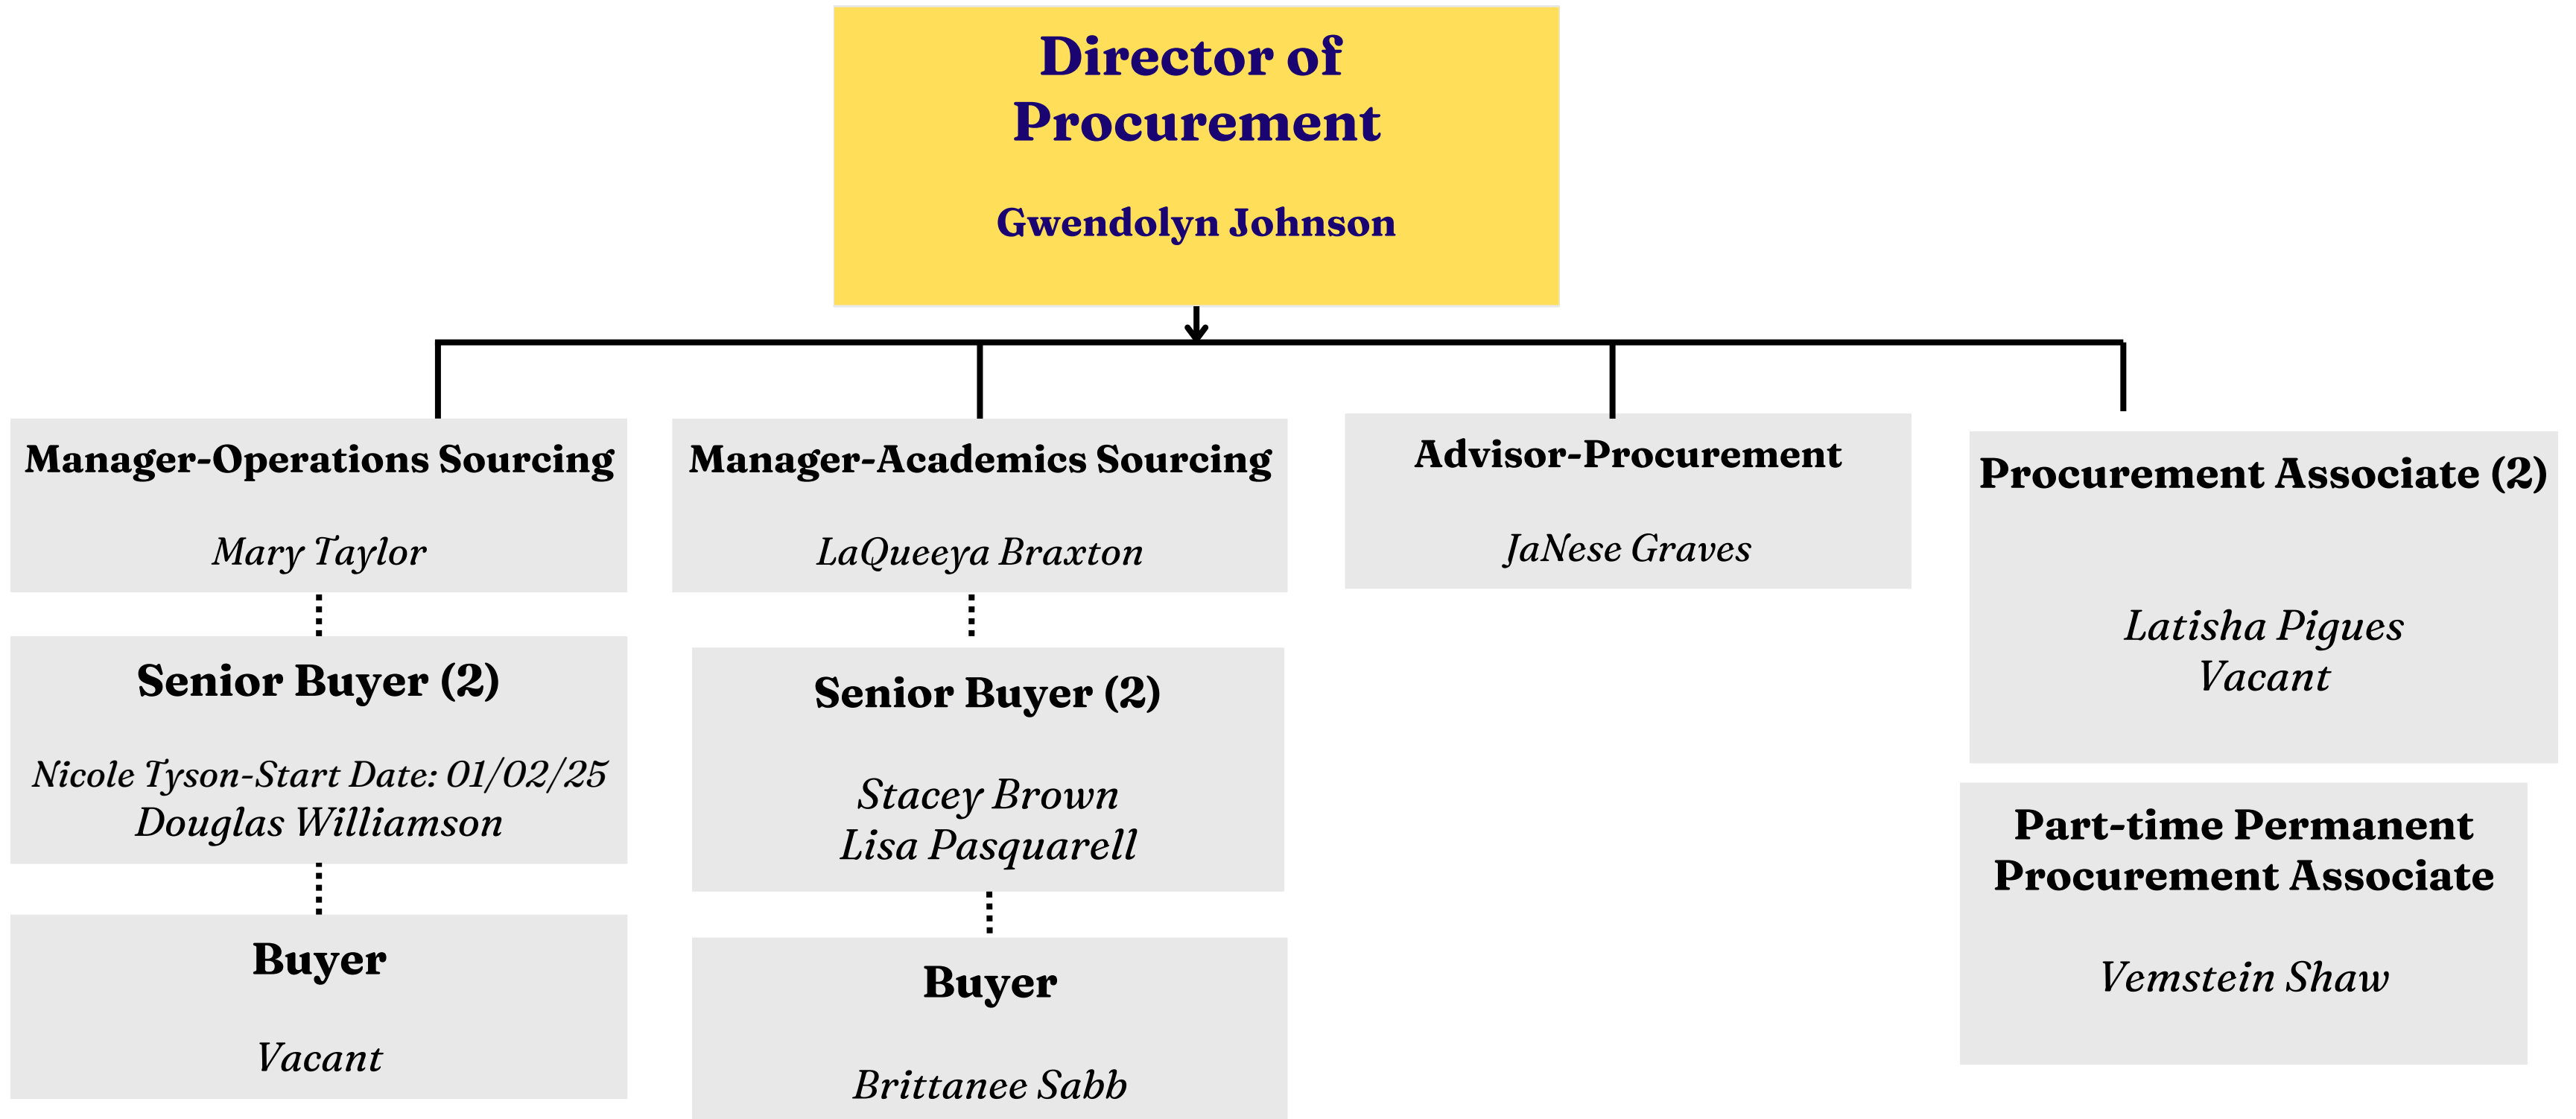 Director of
Procurement
Gwendolyn Johnson
Manager-Operations Sourcing
Mary Taylor
Senior Buyer (2)
Nicole Tyson-Start Date: 01/02/25
Douglas Williamson
Buyer
Vacant
Manager-Academics Sourcing
LaQueeya Braxton
Senior Buyer (2)
Stacey Brown
Lisa Pasquarell
Buyer
Brittanee Sabb
Advisor-Procurement
JaNese Graves
Procurement Associate (2)
Latisha Pigues
Vacant
Part-time Permanent
Procurement Associate
Vemstein Shaw